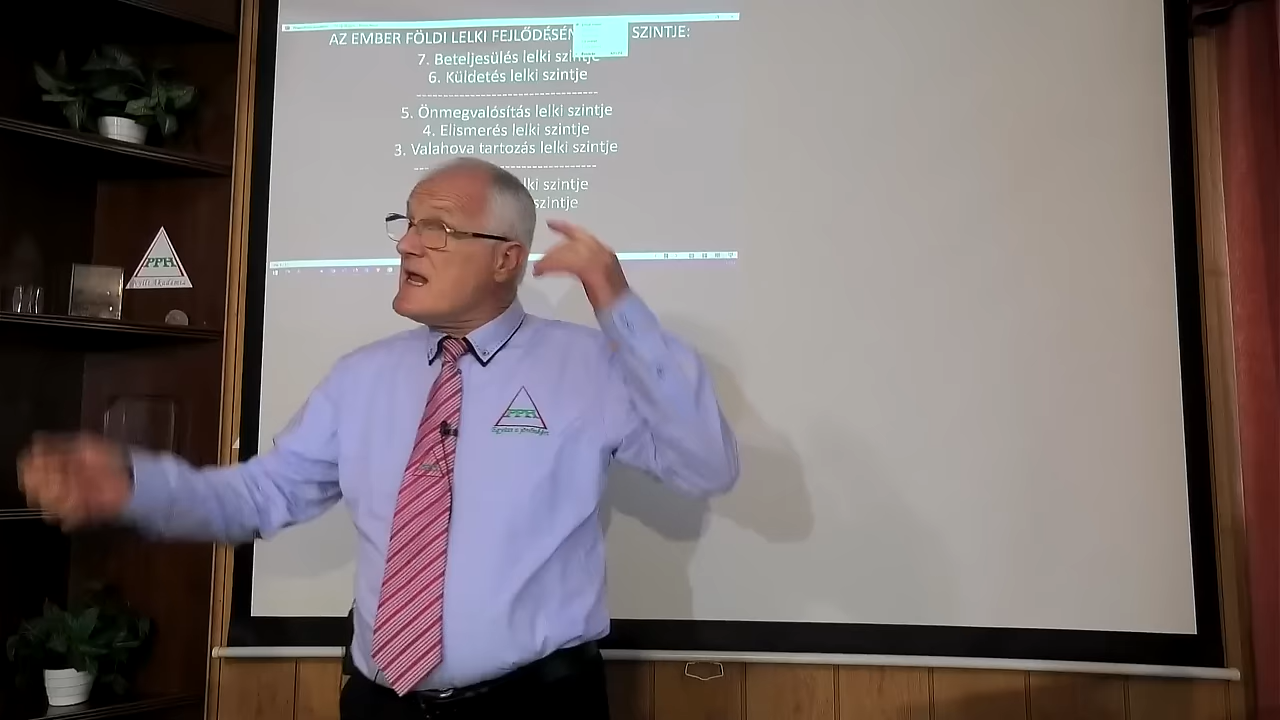 AZ EMBER FÖLDI LELKI FEJLŐDÉSÉN SZINTJE:
7. Beteljesülés lelki szintje
6. Küldetés lelki szintje
5. Önmegvalósítás lelki szintje
4. Elismerés lelki szintje
3. Valahova tartozás lelki szintje
lki szintje
szintje
PPH
PPH